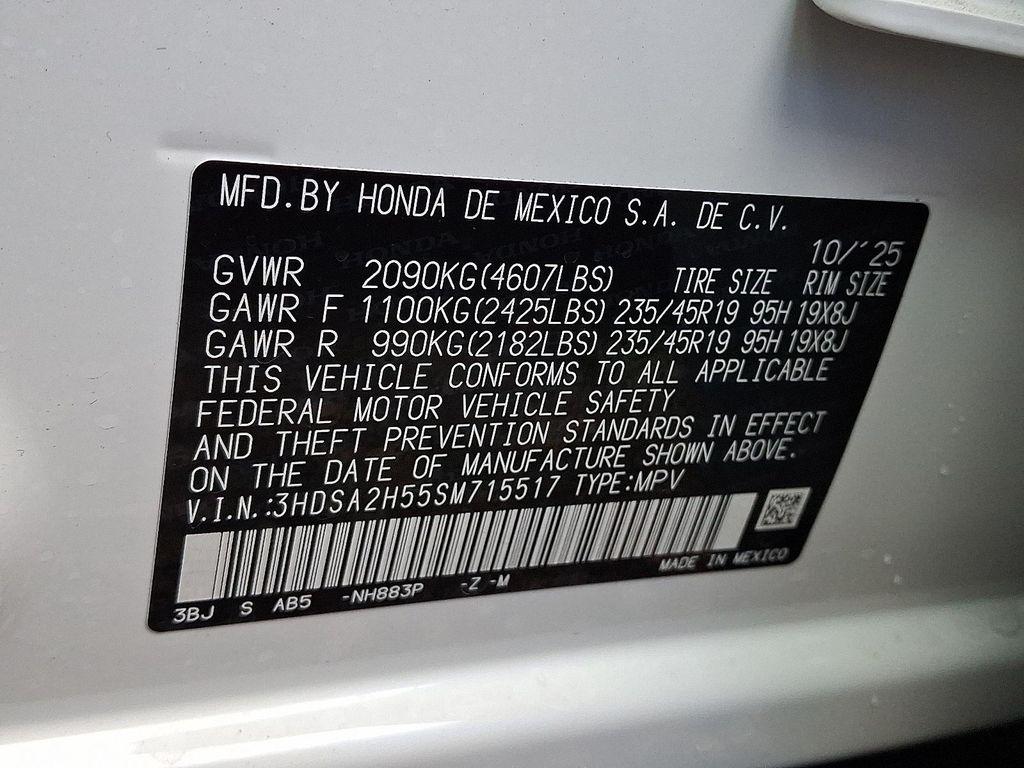 MFD. BY HONDA DE MEXICO S.A. DE C.V.
10/'25
GVWR 2090KG(4607LBS) TIRE SIZE RIM SIZE
GAWR F 1100KG(2425LBS) 235/45R19 95H 19X8J
GAWR R 990KG(2182LBS) 235/45R19 95H 19X8J
THIS VEHICLE CONFORMS TO ALL APPLICABLE
FEDERAL MOTOR VEHICLE SAFETY
AND THEFT PREVENTION STANDARDS IN EFFECT
ON THE DATE OF MANUFACTURE SHOWN ABOVE.
V.I.N.:3HDSA2H55SM715517 TYPE:MPV
MADE IN MEXICO
3BJ S AB5 -NH883P -Z -M